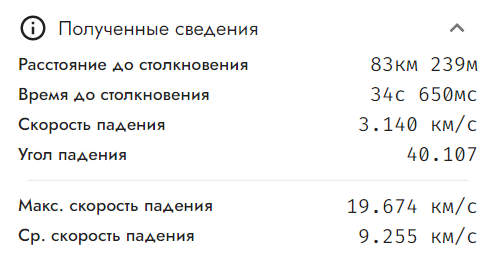 Полученные сведения
Расстояние до столкновения 83км 239м
Время до столкновения 34с 650мс
Скорость падения 3.140 км/с
Угол падения 40.107
Макс. скорость падения 19.674 км/с
Ср. скорость падения 9.255 км/с